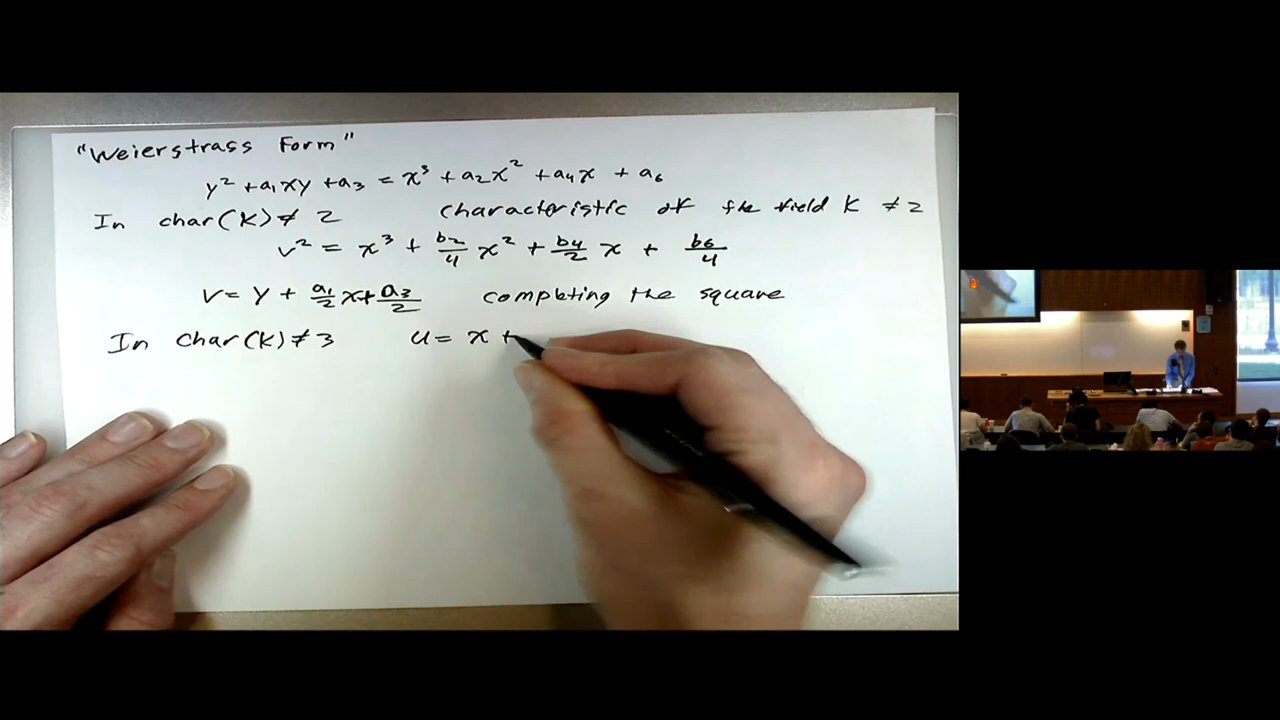 "Weierstrass Form"
y² + a₁xy + a₃ = x³ + a₂x² + a₄x + a₆
In char(K) ≠ 2 characteristic of the field K ≠ 2
v² = x³ + b₂/4 x² + b₄/2 x + b₆/4
v = y + a₁/2 x + a₃/2 completing the square
In char(K) ≠ 3 u = x +